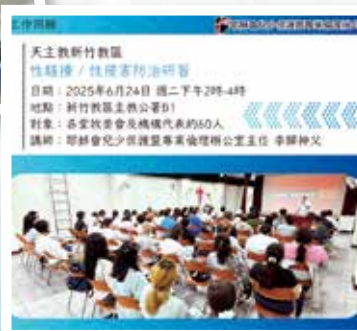 工作照片
天主教新竹教區
性騷擾/性侵害防治研習
日期:2025年6月24日 週二下午2時-4時
地點:新竹教區主教公署B1
對象:各堂牧委會及機構代表約60人
講師:耶穌會兒少保護暨專業倫理辦公室主任 李驊神父